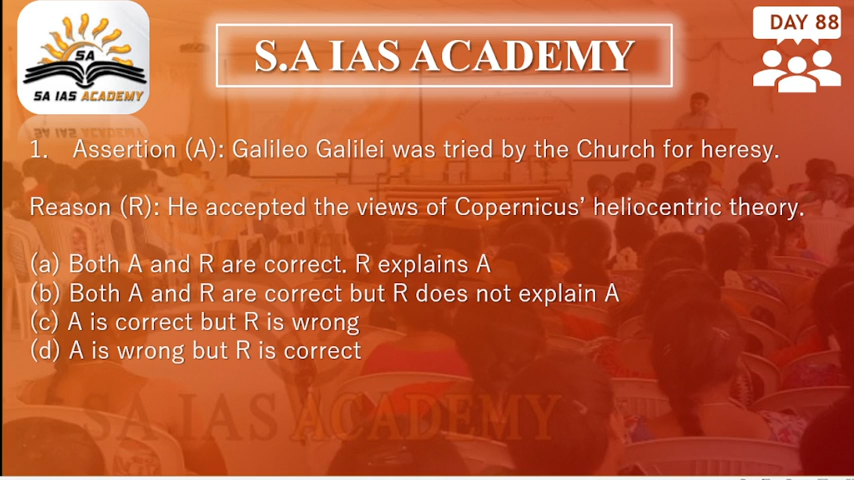 SA
SA IAS ACADEMY
S.A IAS ACADEMY
DAY 88
1. Assertion (A): Galileo Galilei was tried by the Church for heresy.
Reason (R): He accepted the views of Copernicus’ heliocentric theory.
(a) Both A and R are correct. R explains A
(b) Both A and R are correct but R does not explain A
(c) A is correct but R is wrong
(d) A is wrong but R is correct
SA IAS ACADEMY